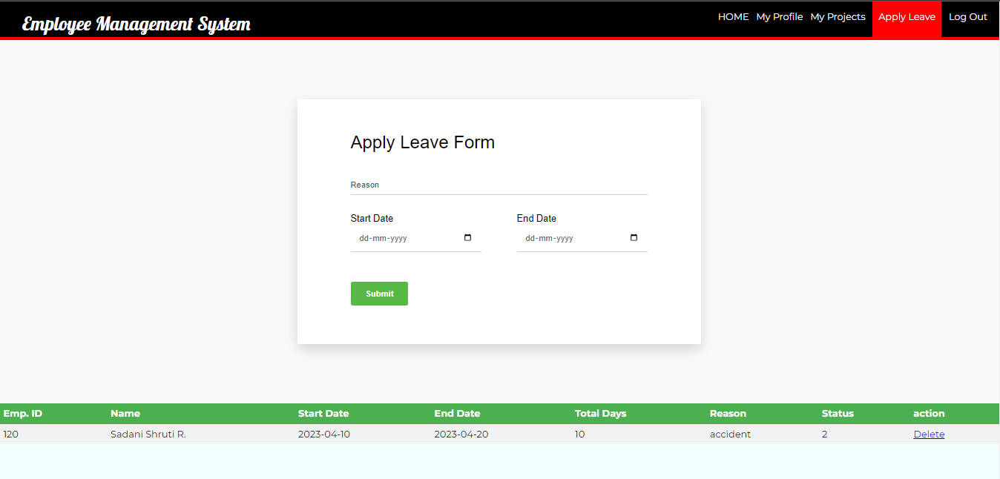 Employee Management System
HOME My Profile My Projects Apply Leave Log Out
Apply Leave Form
Reason
Start Date End Date
dd-mm-yyyy dd-mm-yyyy
Submit
Emp. ID Name Start Date End Date Total Days Reason Status action
120 Sadani Shruti R. 2023-04-10 2023-04-20 10 accident 2 Delete